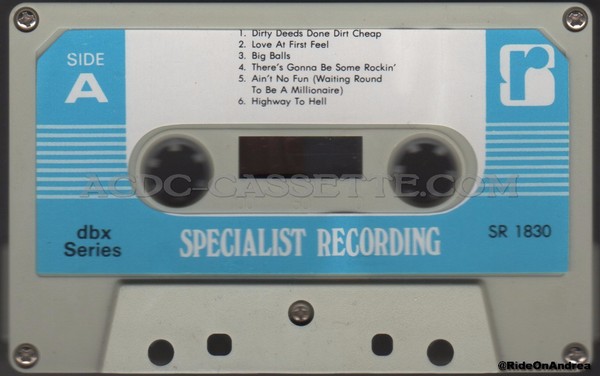 1. Dirty Deeds Done Dirt Cheap
2. Love At First Feel
3. Big Balls
4. There's Gonna Be Some Rockin'
5. Ain't No Fun (Waiting Round
To Be A Millionaire)
6. Highway To Hell
SIDE
A
r
ACDC-CASSETTE.COM
dbx
Series
SPECIALIST RECORDING
SR 1830
@RideOnAndrea